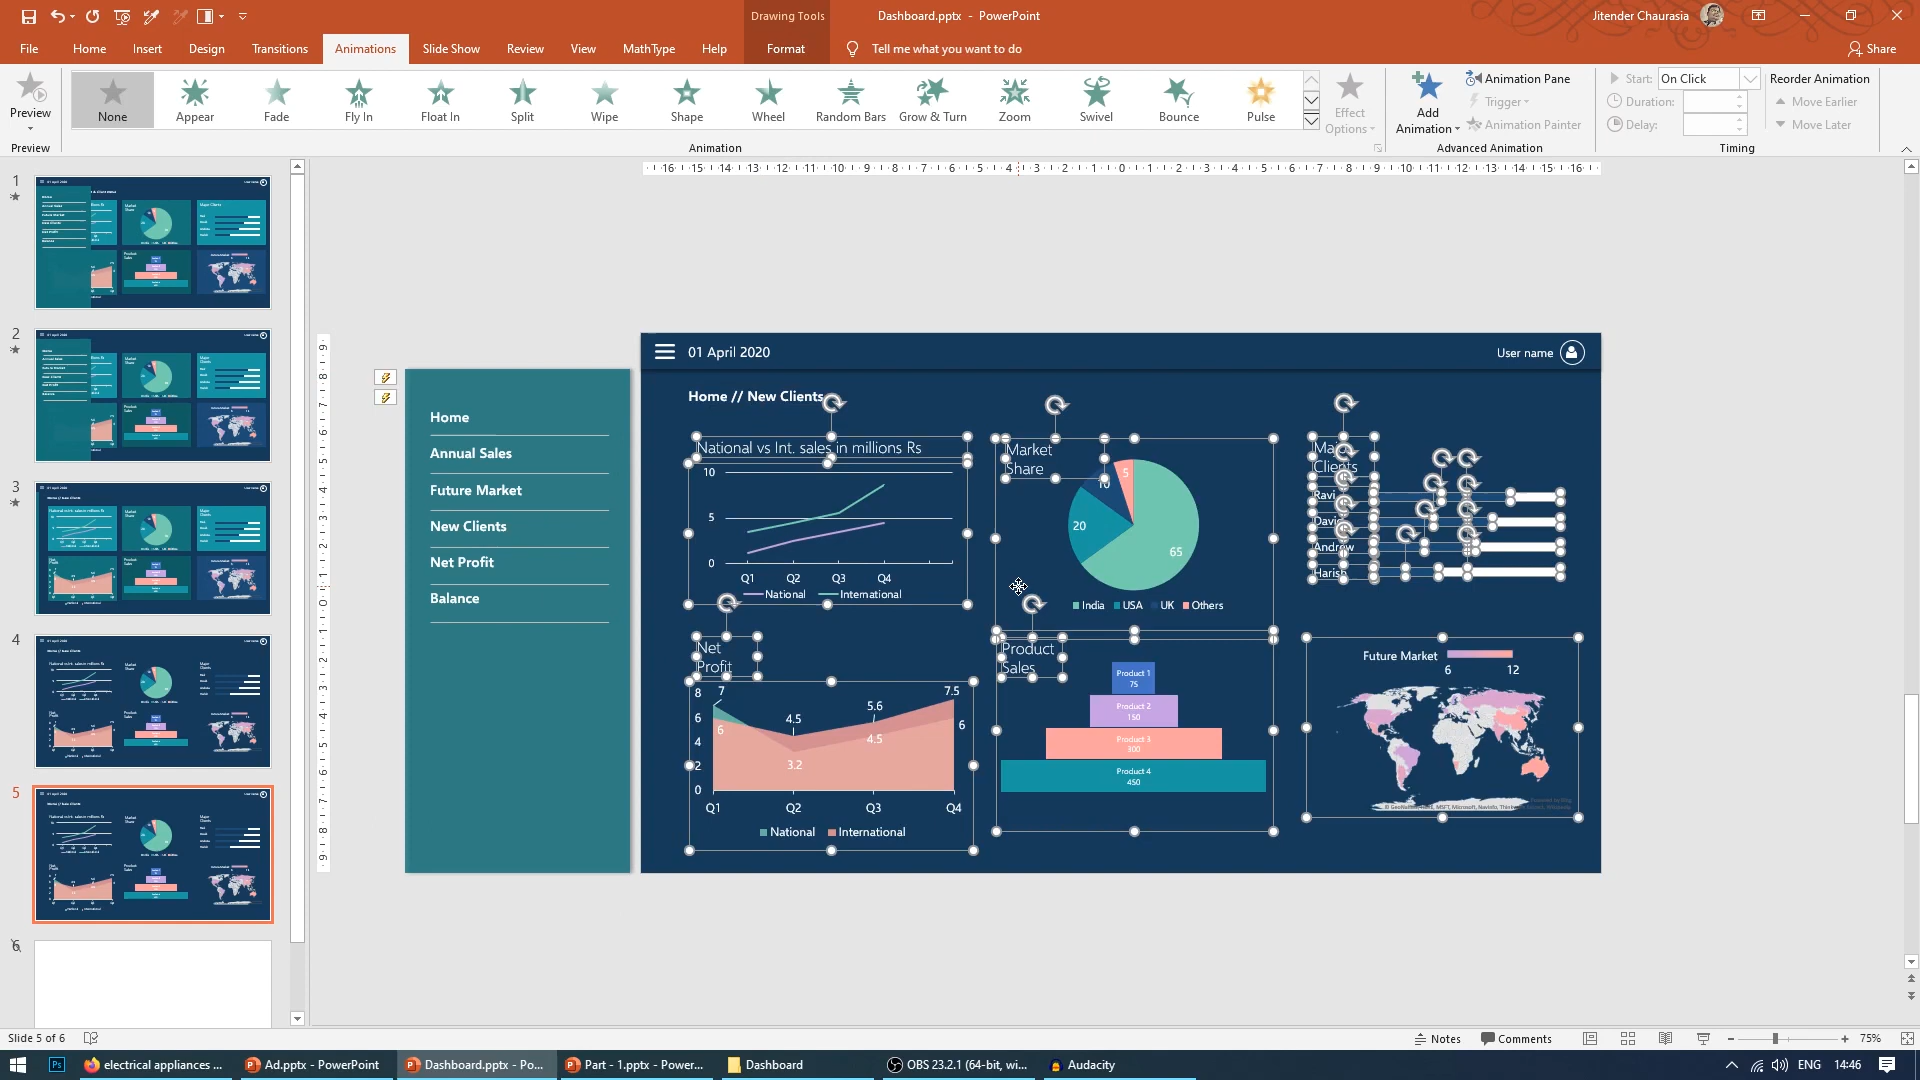 Drawing Tools
Dashboard.pptx - PowerPoint
Jitender Chaurasia
File Home Insert Design Transitions Animations Slide Show Review View MathType Help Format Tell me what you want to do Share
Preview
None Appear Fade Fly In Float In Split Wipe Shape Wheel Random Bars Grow & Turn Zoom Swivel Bounce Pulse
Effect Options
Add Animation
Animation Pane
Trigger
Animation Painter
Start: On Click
Duration:
Delay:
Reorder Animation
Move Earlier
Move Later
Preview Animation Advanced Animation Timing
1
2
3
4
5
6
01 April 2020
User name
Home // New Clients
Home
Annual Sales
Future Market
New Clients
Net Profit
Balance
National vs Int. sales in millions Rs
10
5
0
Q1 Q2 Q3 Q4
National International
Market
Share
5
10
20
65
India USA UK Others
Major
Clients
Ravi
David
Andrew
Harish
Net
Profit
8
6
4
2
0
7
6
4.5
3.2
5.6
4.5
7.5
6
Q1 Q2 Q3 Q4
National International
Product
Sales
Product 1
75
Product 2
150
Product 3
300
Product 4
450
Future Market
6 12
Slide 5 of 6
Notes Comments 75%
electrical appliances ... Ad.pptx - PowerPoint Dashboard.pptx - Po... Part - 1.pptx - Power... Dashboard OBS 23.2.1 (64-bit, wi... Audacity
ENG 14:46